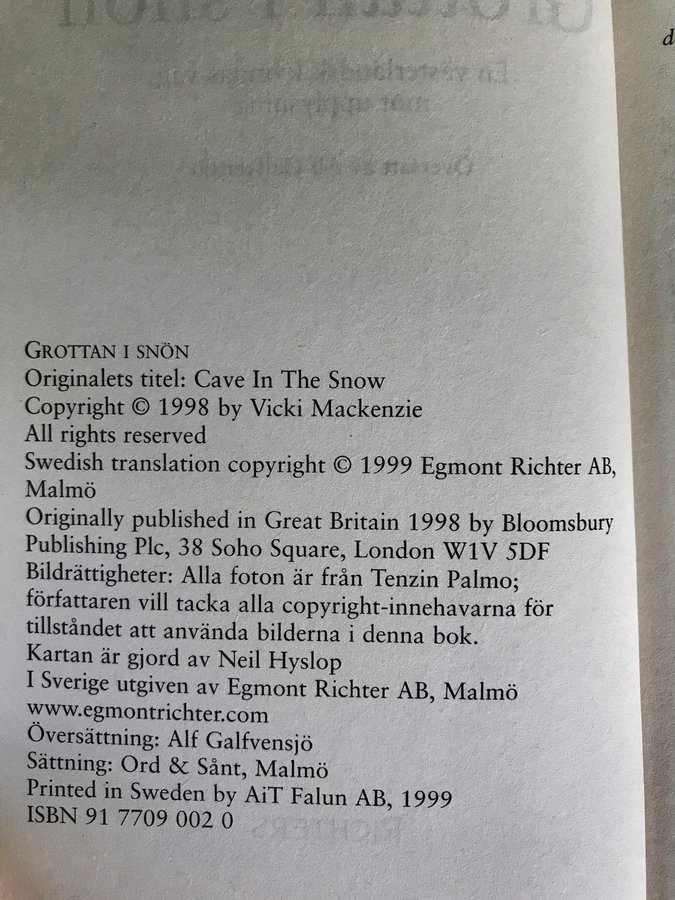 GROTTAN I SNÖN
Originalets titel: Cave In The Snow
Copyright © 1998 by Vicki Mackenzie
All rights reserved
Swedish translation copyright © 1999 Egmont Richter AB,
Malmö
Originally published in Great Britain 1998 by Bloomsbury
Publishing Plc, 38 Soho Square, London W1V 5DF
Bildrättigheter: Alla foton är från Tenzin Palmo;
författaren vill tacka alla copyright-innehavarna för
tillståndet att använda bilderna i denna bok.
Kartan är gjord av Neil Hyslop
I Sverige utgiven av Egmont Richter AB, Malmö
www.egmontrichter.com
Översättning: Alf Galfvensjö
Sättning: Ord & Sånt, Malmö
Printed in Sweden by AiT Falun AB, 1999
ISBN 91 7709 002 0